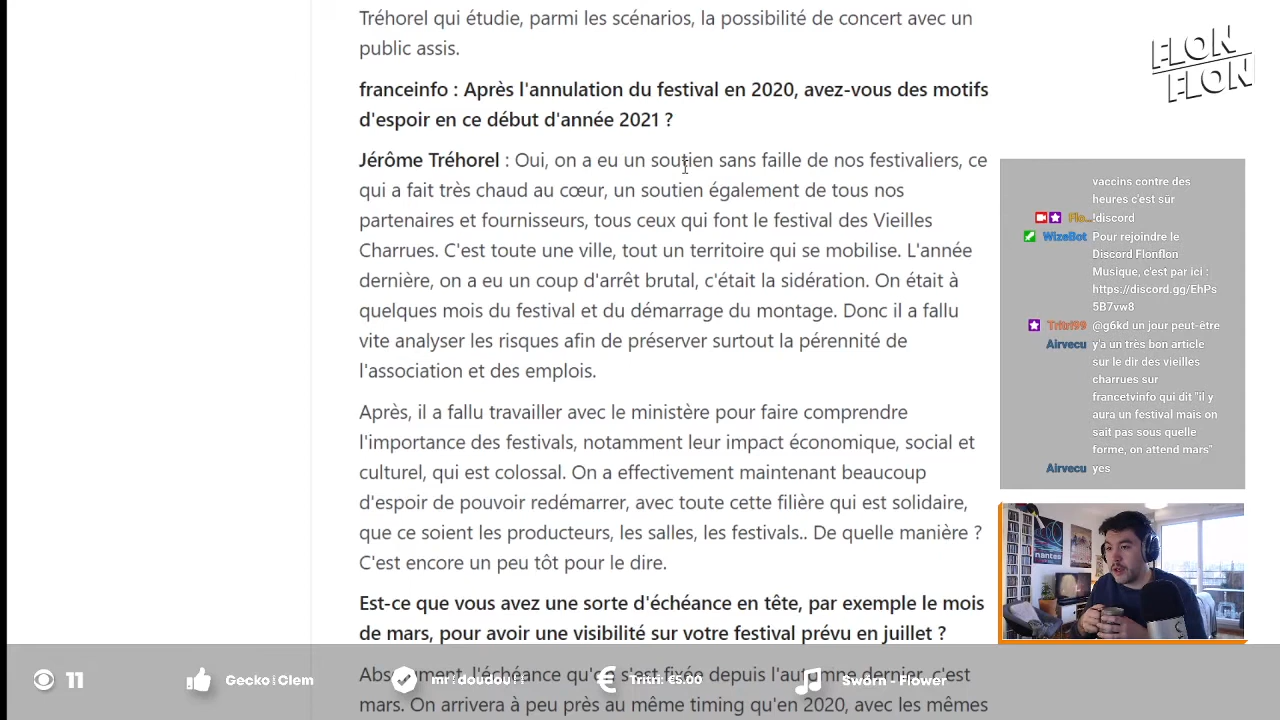 Tréhorel qui étudie, parmi les scénarios, la possibilité de concert avec un
public assis.
franceinfo : Après l'annulation du festival en 2020, avez-vous des motifs
d'espoir en ce début d'année 2021 ?
Jérôme Tréhorel : Oui, on a eu un soutien sans faille de nos festivaliers, ce
qui a fait très chaud au cœur, un soutien également de tous nos
partenaires et fournisseurs, tous ceux qui font le festival des Vieilles
Charrues. C'est toute une ville, tout un territoire qui se mobilise. L'année
dernière, on a eu un coup d'arrêt brutal, c'était la sidération. On était à
quelques mois du festival et du démarrage du montage. Donc il a fallu
vite analyser les risques afin de préserver surtout la pérennité de
l'association et des emplois.
Après, il a fallu travailler avec le ministère pour faire comprendre
l'importance des festivals, notamment leur impact économique, social et
culturel, qui est colossal. On a effectivement maintenant beaucoup
d'espoir de pouvoir redémarrer, avec toute cette filière qui est solidaire,
que ce soient les producteurs, les salles, les festivals.. De quelle manière ?
C'est encore un peu tôt pour le dire.
Est-ce que vous avez une sorte d'échéance en tête, par exemple le mois
de mars, pour avoir une visibilité sur votre festival prévu en juillet ?
Absolument, l'échéance qu'on s'est fixée depuis l'automne dernier, c'est
mars. On arrivera à peu près au même timing qu'en 2020, avec les mêmes
FLON
FLON
vaccins contre des
heures c'est sûr
Flo... !discord
WizeBot Pour rejoindre le
Discord Flonflon
Musique, c'est par ici :
https://discord.gg/EhPs
5B7vw8
Tritri99 @g6kd un jour peut-être
Airvecu y'a un très bon article
sur le dir des vieilles
charrues sur
francetvinfo qui dit "il y
aura un festival mais on
sait pas sous quelle
forme, on attend mars"
Airvecu yes
nantes
11
Gecko Clem
mr doudou
€
Tritri: €5.00
Sworn - Flower